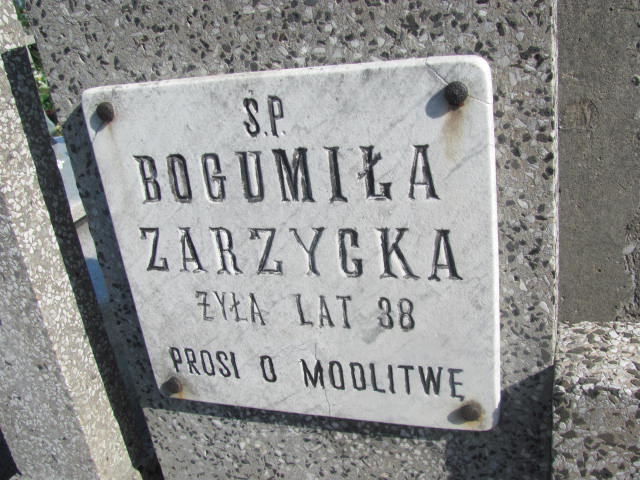 Ś.P.
BOGUMIŁA
ZARZYCKA
ŻYŁA LAT 38
PROSI O MODLITWĘ